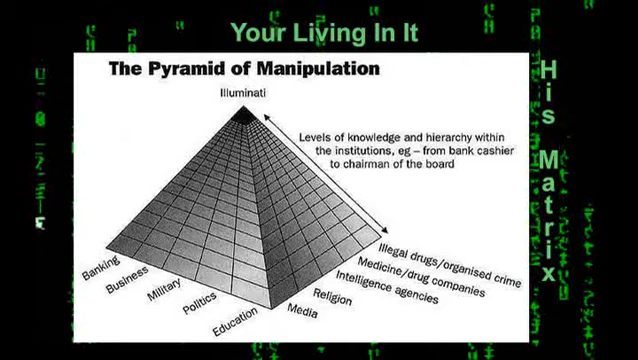 Your Living In It
The Pyramid of Manipulation
Illuminati
Levels of knowledge and hierarchy within
the institutions, eg – from bank cashier
to chairman of the board
Banking
Business
Military
Politics
Education
Media
Religion
Intelligence agencies
Medicine/drug companies
Illegal drugs/organised crime
His Matrix